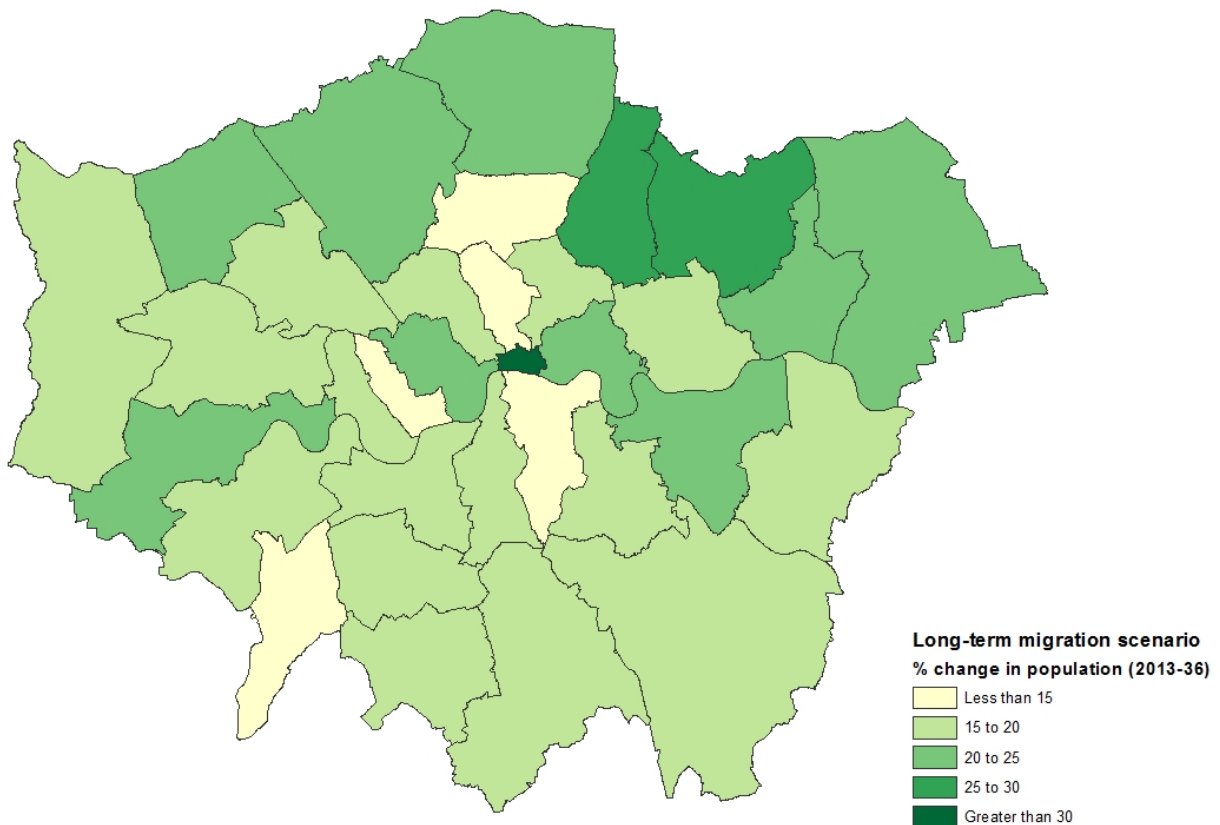 Long-term migration scenario
% change in population (2013-36)
Less than 15
15 to 20
20 to 25
25 to 30
Greater than 30